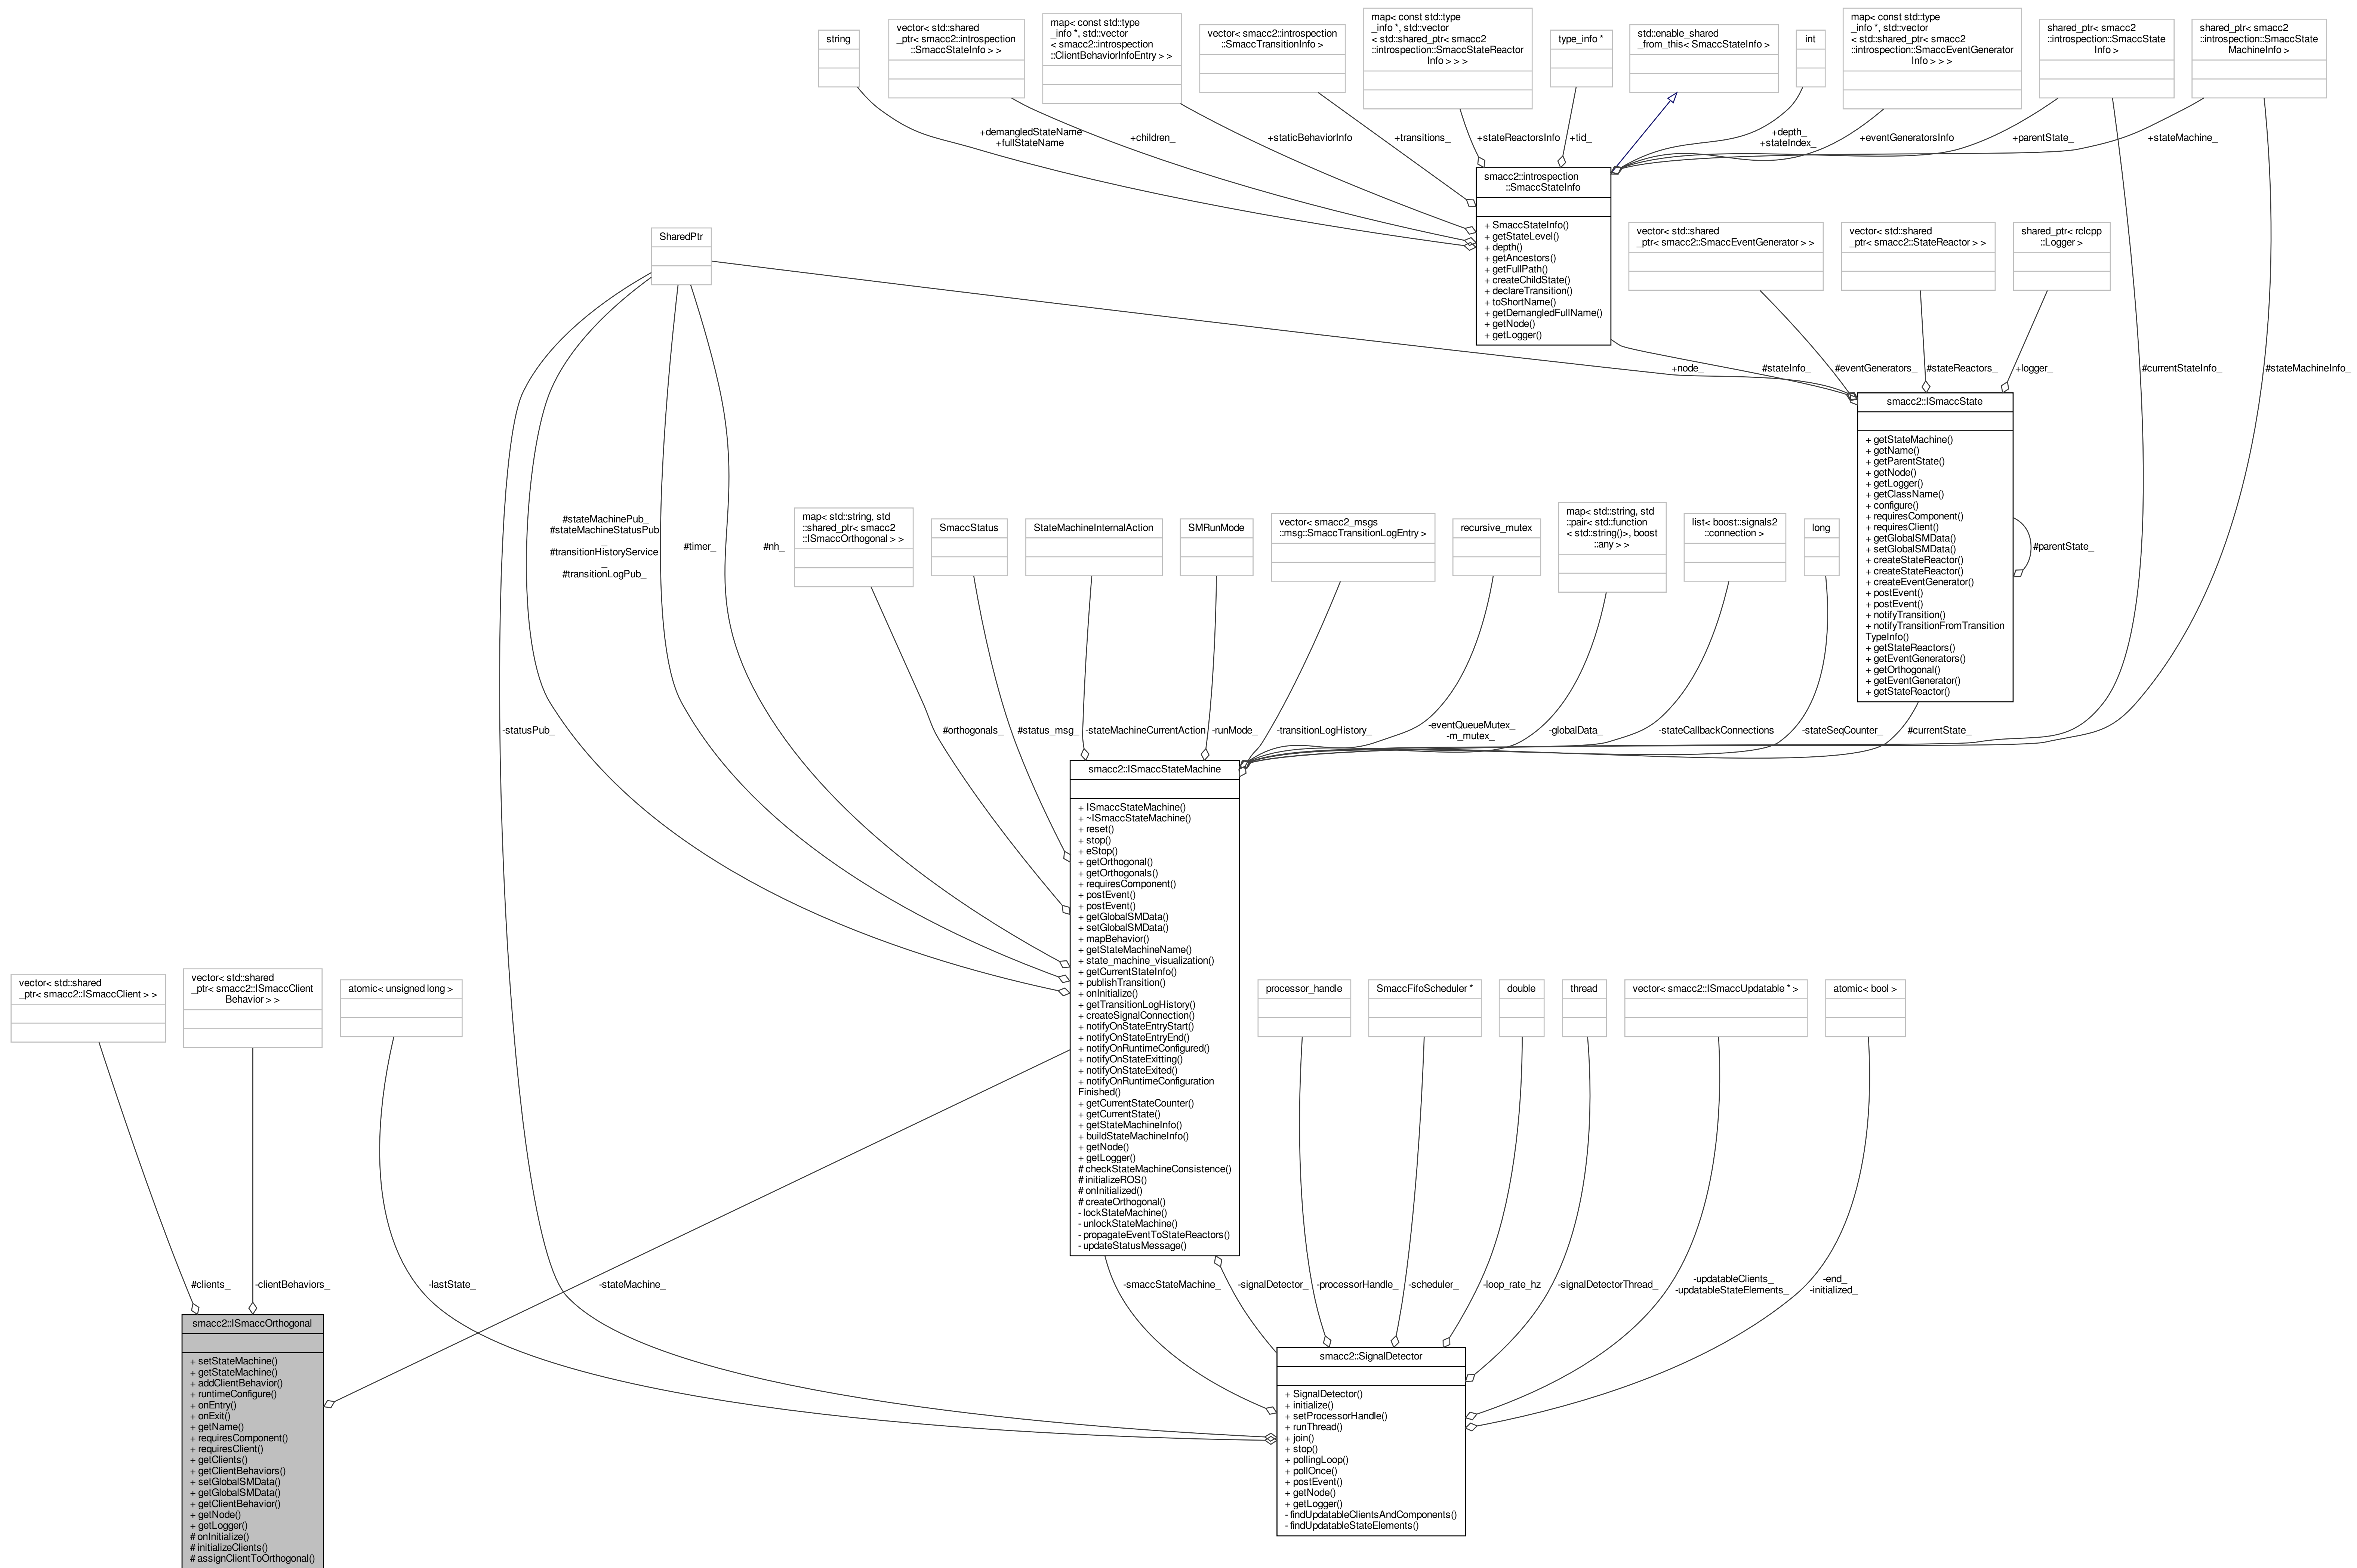 string
vector< std::shared
_ptr< smacc2::introspection
::SmaccStateInfo > >
map< const std::type
_info *, std::vector
< smacc2::introspection
::ClientBehaviorInfoEntry > >
vector< smacc2::introspection
::SmaccTransitionInfo >
map< const std::type
_info *, std::vector
< std::shared_ptr< smacc2
::introspection::SmaccStateReactor
Info > > >
type_info *
std::enable_shared
_from_this< SmaccStateInfo >
int
map< const std::type
_info *, std::vector
< std::shared_ptr< smacc2
::introspection::SmaccEventGenerator
Info > > >
shared_ptr< smacc2
::introspection::SmaccState
Info >
shared_ptr< smacc2
::introspection::SmaccState
MachineInfo >
+demangledStateName
+fullStateName
+children_
+staticBehaviorInfo
+transitions_
+stateReactorsInfo
+tid_
+depth_
+stateIndex_
+eventGeneratorsInfo
+parentState_
+stateMachine_
smacc2::introspection
::SmaccStateInfo
+ SmaccStateInfo()
+ getStateLevel()
+ depth()
+ getAncestors()
+ getFullPath()
+ createChildState()
+ declareTransition()
+ toShortName()
+ getDemangledFullName()
+ getNode()
+ getLogger()
SharedPtr
vector< std::shared
_ptr< smacc2::SmaccEventGenerator > >
vector< std::shared
_ptr< smacc2::StateReactor > >
shared_ptr< rclcpp
::Logger >
+node_
#stateInfo_
#eventGenerators_
#stateReactors_
+logger_
#currentStateInfo_
#stateMachineInfo_
smacc2::ISmaccState
+ getStateMachine()
+ getName()
+ getParentState()
+ getNode()
+ getLogger()
+ getClassName()
+ configure()
+ requiresComponent()
+ requiresClient()
+ getGlobalSMData()
+ setGlobalSMData()
+ createStateReactor()
+ createStateReactor()
+ createEventGenerator()
+ postEvent()
+ postEvent()
+ notifyTransition()
+ notifyTransitionFromTransition
TypeInfo()
+ getStateReactors()
+ getEventGenerators()
+ getOrthogonal()
+ getEventGenerator()
+ getStateReactor()
#parentState_
#stateMachinePub_
#stateMachineStatusPub
_
#transitionHistoryService
_
#transitionLogPub_
#timer_
#nh_
map< std::string, std
::shared_ptr< smacc2
::ISmaccOrthogonal > >
SmaccStatus
StateMachineInternalAction
SMRunMode
vector< smacc2_msgs
::msg::SmaccTransitionLogEntry >
recursive_mutex
map< std::string, std
::pair< std::function
< std::string()>, boost
::any > >
list< boost::signals2
::connection >
long
-statusPub_
#orthogonals_
#status_msg_
-stateMachineCurrentAction
-runMode_
-transitionLogHistory_
-eventQueueMutex_
-m_mutex_
-globalData_
-stateCallbackConnections
-stateSeqCounter_
#currentState_
smacc2::ISmaccStateMachine
+ ISmaccStateMachine()
+ ~ISmaccStateMachine()
+ reset()
+ stop()
+ eStop()
+ getOrthogonal()
+ getOrthogonals()
+ requiresComponent()
+ postEvent()
+ postEvent()
+ getGlobalSMData()
+ setGlobalSMData()
+ mapBehavior()
+ getStateMachineName()
+ state_machine_visualization()
+ getCurrentStateInfo()
+ publishTransition()
+ onInitialize()
+ getTransitionLogHistory()
+ createSignalConnection()
+ notifyOnStateEntryStart()
+ notifyOnStateEntryEnd()
+ notifyOnRuntimeConfigured()
+ notifyOnStateExitting()
+ notifyOnStateExited()
+ notifyOnRuntimeConfiguration
Finished()
+ getCurrentStateCounter()
+ getCurrentState()
+ getStateMachineInfo()
+ buildStateMachineInfo()
+ getNode()
+ getLogger()
# checkStateMachineConsistence()
# initializeROS()
# onInitialized()
# createOrthogonal()
- lockStateMachine()
- unlockStateMachine()
- propagateEventToStateReactors()
- updateStatusMessage()
vector< std::shared
_ptr< smacc2::ISmaccClient > >
vector< std::shared
_ptr< smacc2::ISmaccClient
Behavior > >
atomic< unsigned long >
processor_handle
SmaccFifoScheduler *
double
thread
vector< smacc2::ISmaccUpdatable * >
atomic< bool >
#clients_
-clientBehaviors_
-lastState_
-stateMachine_
-smaccStateMachine_
-signalDetector_
-processorHandle_
-scheduler_
-loop_rate_hz
-signalDetectorThread_
-updatableClients_
-updatableStateElements_
-end_
-initialized_
smacc2::ISmaccOrthogonal
+ setStateMachine()
+ getStateMachine()
+ addClientBehavior()
+ runtimeConfigure()
+ onEntry()
+ onExit()
+ getName()
+ requiresComponent()
+ requiresClient()
+ getClients()
+ getClientBehaviors()
+ setGlobalSMData()
+ getGlobalSMData()
+ getClientBehavior()
+ getNode()
+ getLogger()
# onInitialize()
# initializeClients()
# assignClientToOrthogonal()
smacc2::SignalDetector
+ SignalDetector()
+ initialize()
+ setProcessorHandle()
+ runThread()
+ join()
+ stop()
+ pollingLoop()
+ pollOnce()
+ postEvent()
+ getNode()
+ getLogger()
- findUpdatableClientsAndComponents()
- findUpdatableStateElements()